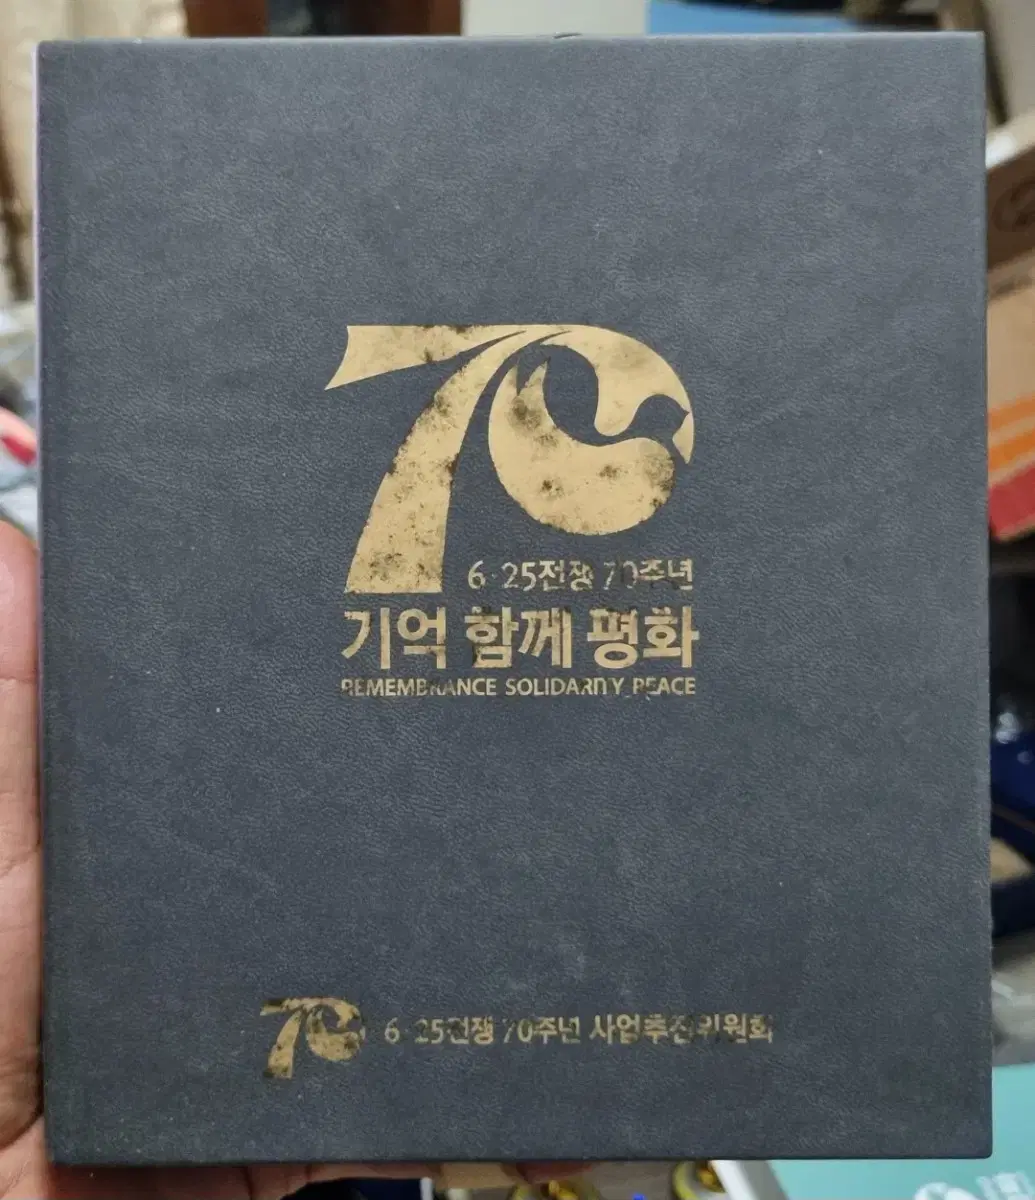 70
6·25전쟁 70주년
기억 함께 평화
REMEMBRANCE SOLIDARITY PEACE
70 6·25전쟁 70주년 사업추진위원회